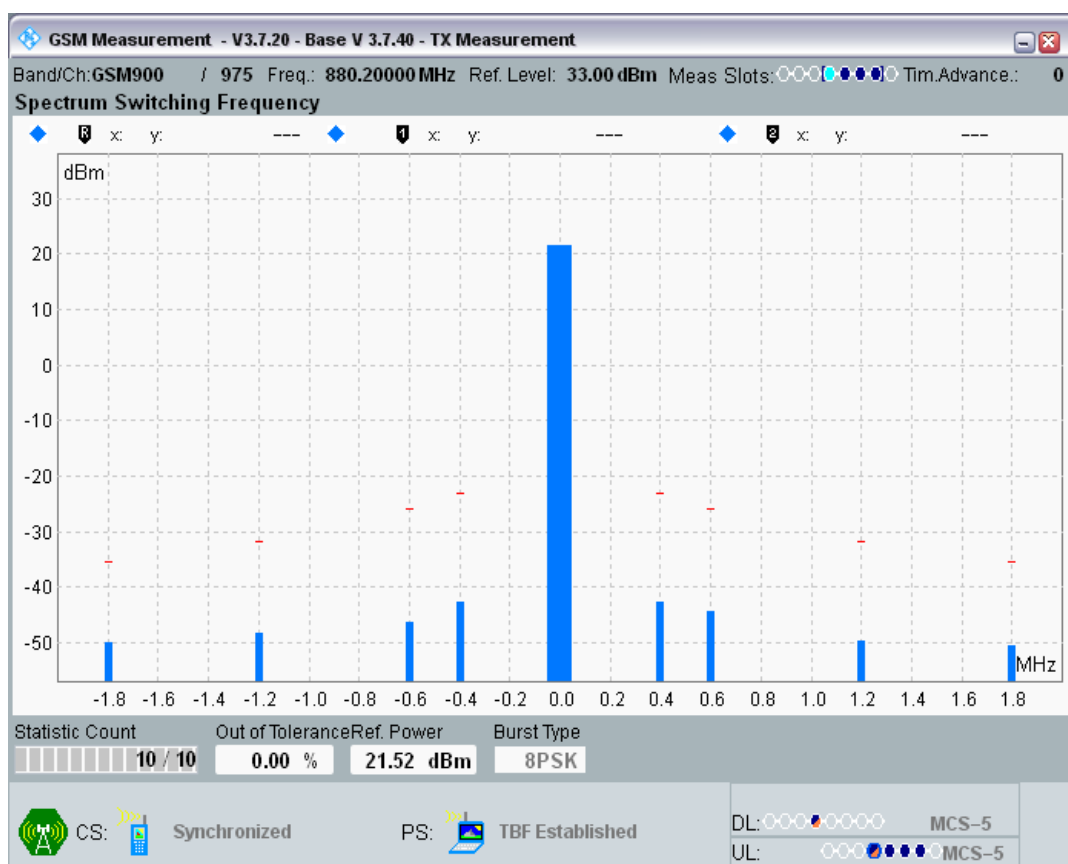 GSM Measurement - V3.7.20 - Base V 3.7.40 - TX Measurement
Band/Ch:GSM900 / 975 Freq.: 880.20000 MHz Ref. Level: 33.00 dBm Meas Slots: Tim.Advance.: 0
Spectrum Switching Frequency
R x: y: --- 1 x: y: --- 2 x: y: ---
dBm
30
20
10
0
-10
-20
-30
-40
-50
MHz
-1.8 -1.6 -1.4 -1.2 -1.0 -0.8 -0.6 -0.4 -0.2 0.0 0.2 0.4 0.6 0.8 1.0 1.2 1.4 1.6 1.8
Statistic Count Out of Tolerance Ref. Power Burst Type
10 / 10 0.00 % 21.52 dBm 8PSK
CS: Synchronized PS: TBF Established DL: MCS-5
UL: MCS-5